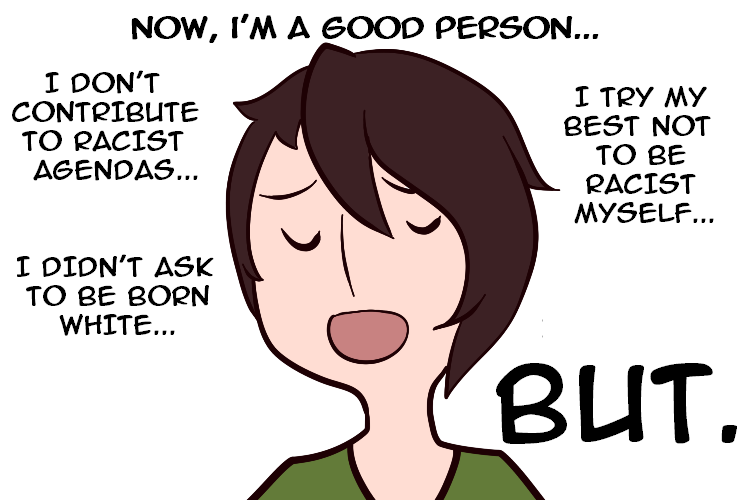 NOW, I'M A GOOD PERSON...
I DON'T
CONTRIBUTE
TO RACIST
AGENDAS...
I TRY MY
BEST NOT
TO BE
RACIST
MYSELF...
I DIDN'T ASK
TO BE BORN
WHITE...
BUT.